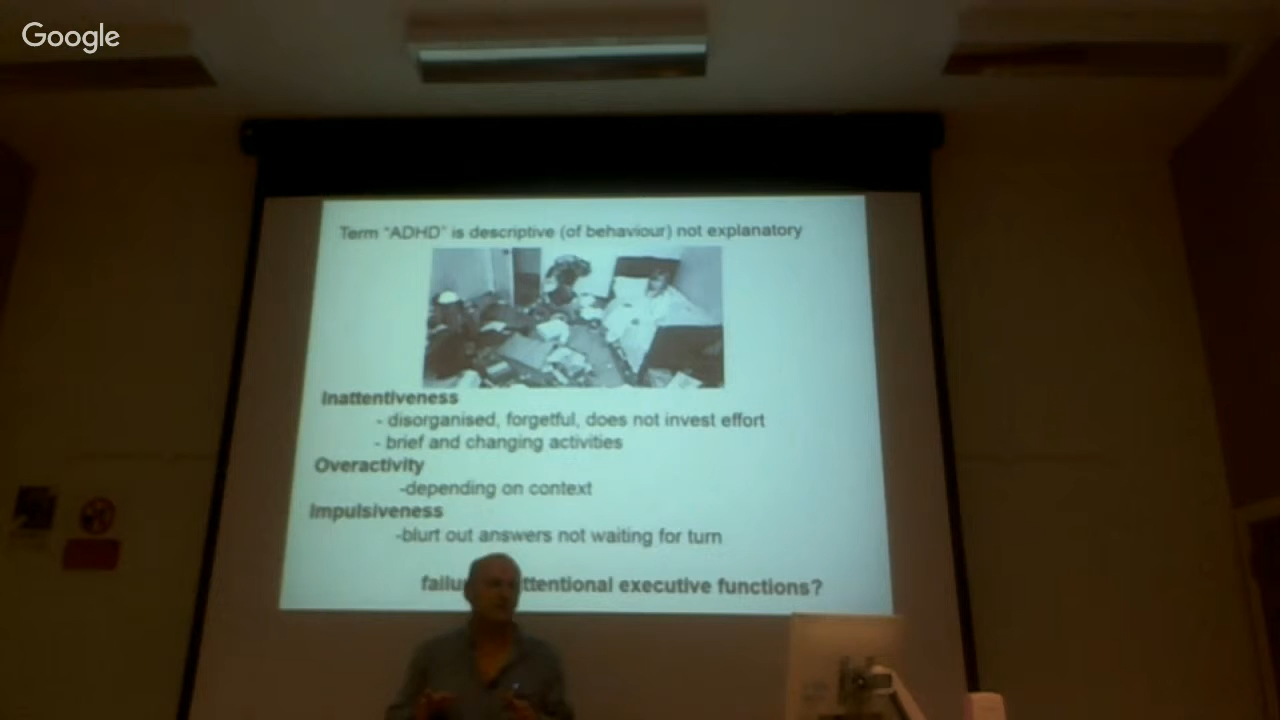 Google
Term "ADHD" is descriptive (of behaviour) not explanatory
Inattentiveness
- disorganised, forgetful, does not invest effort
- brief and changing activities
Overactivity
-depending on context
Impulsiveness
-blurt out answers not waiting for turn
executive functions?